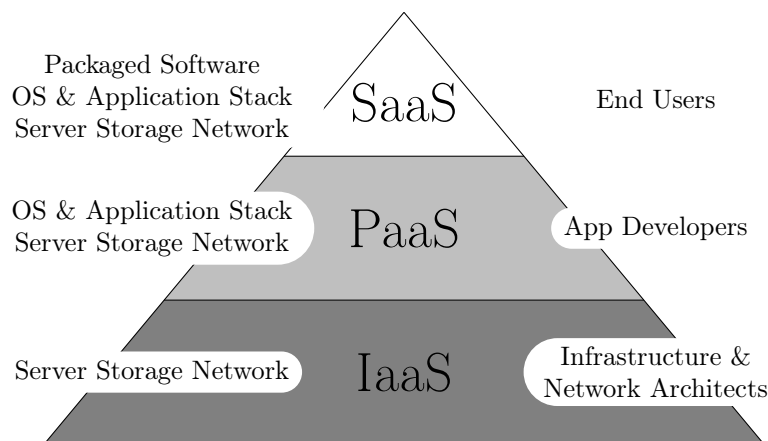 Packaged Software
OS & Application Stack
Server Storage Network
SaaS
End Users
OS & Application Stack
Server Storage Network
PaaS
App Developers
Server Storage Network
IaaS
Infrastructure &
Network Architects